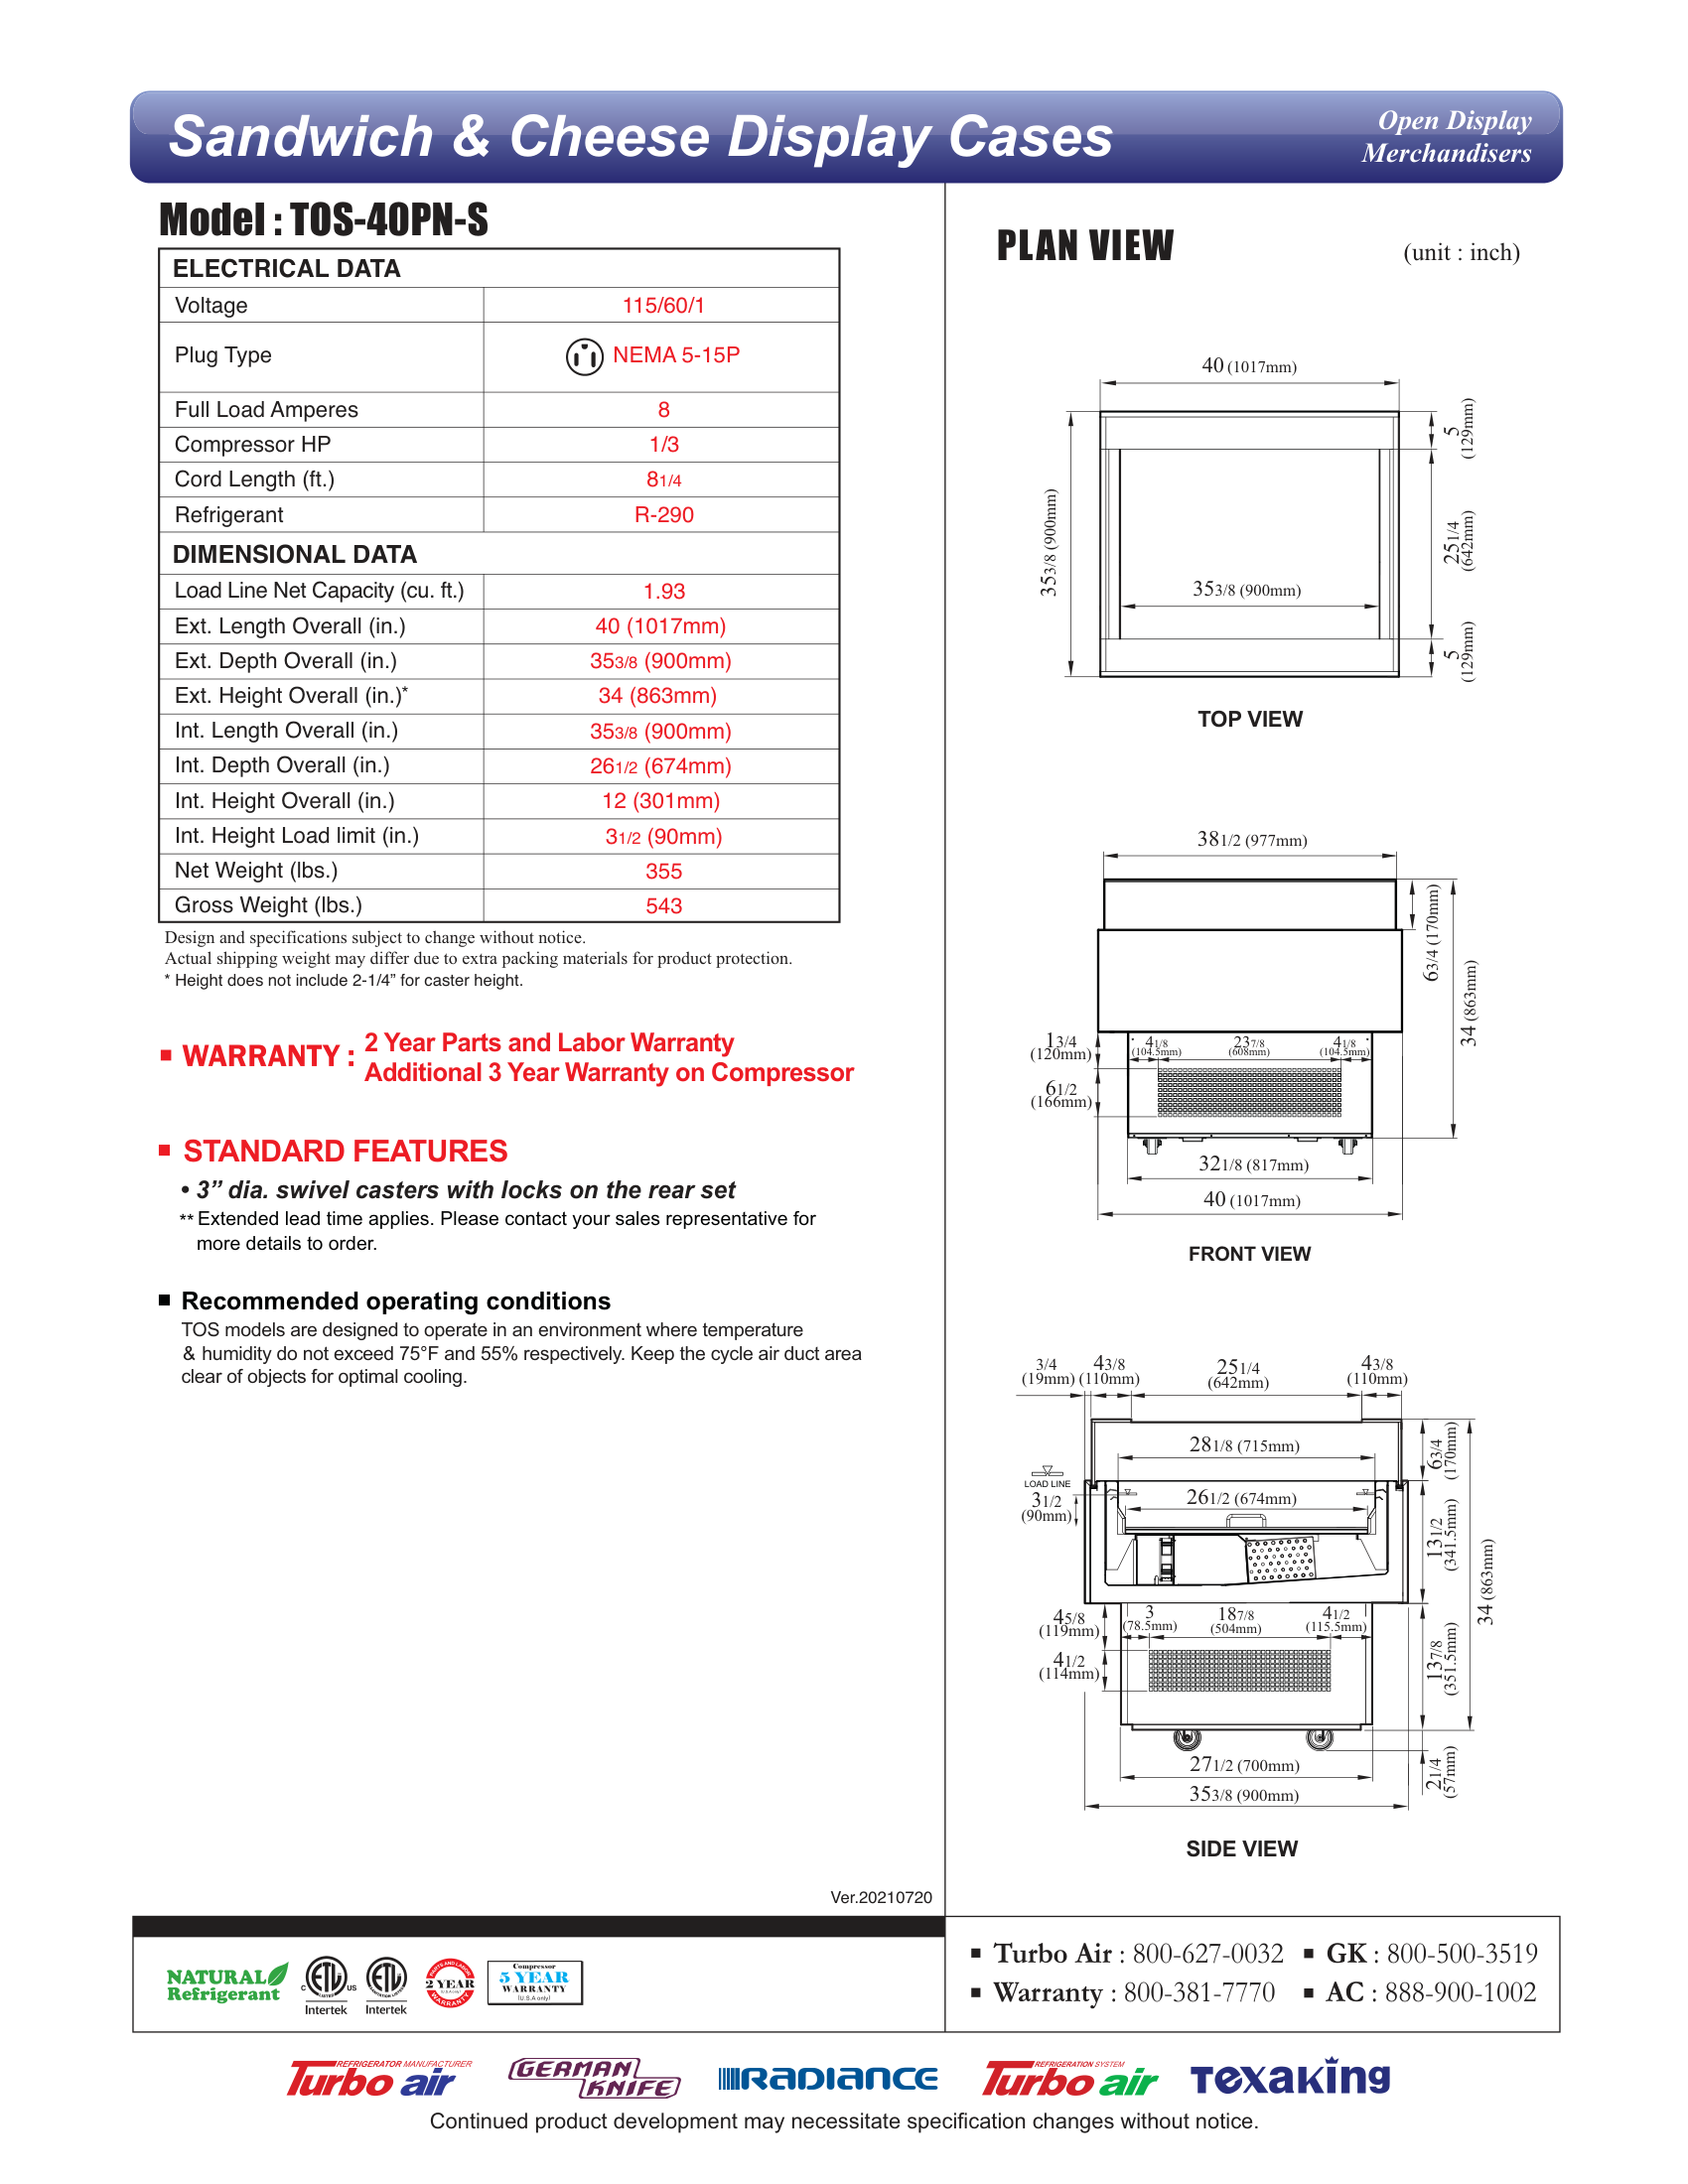 Sandwich & Cheese Display Cases
Open Display
Merchandisers
Model : TOS-40PN-S
ELECTRICAL DATA
Voltage 115/60/1
Plug Type NEMA 5-15P
Full Load Amperes 8
Compressor HP 1/3
Cord Length (ft.) 8 1/4
Refrigerant R-290
DIMENSIONAL DATA
Load Line Net Capacity (cu. ft.) 1.93
Ext. Length Overall (in.) 40 (1017mm)
Ext. Depth Overall (in.) 35 3/8 (900mm)
Ext. Height Overall (in.)* 34 (863mm)
Int. Length Overall (in.) 35 3/8 (900mm)
Int. Depth Overall (in.) 26 1/2 (674mm)
Int. Height Overall (in.) 12 (301mm)
Int. Height Load limit (in.) 3 1/2 (90mm)
Net Weight (lbs.) 355
Gross Weight (lbs.) 543
Design and specifications subject to change without notice.
Actual shipping weight may differ due to extra packing materials for product protection.
* Height does not include 2-1/4” for caster height.
■ WARRANTY : 2 Year Parts and Labor Warranty
Additional 3 Year Warranty on Compressor
■ STANDARD FEATURES
• 3” dia. swivel casters with locks on the rear set
** Extended lead time applies. Please contact your sales representative for
more details to order.
■ Recommended operating conditions
TOS models are designed to operate in an environment where temperature
& humidity do not exceed 75°F and 55% respectively. Keep the cycle air duct area
clear of objects for optimal cooling.
Ver.20210720
PLAN VIEW (unit : inch)
40 (1017mm)
5
(129mm)
35 3/8 (900mm)
25 1/4
(642mm)
35 3/8 (900mm)
5
(129mm)
TOP VIEW
38 1/2 (977mm)
6 3/4 (170mm)
34 (863mm)
1 3/4
(120mm)
4 1/8
(104.5mm)
23 7/8
(608mm)
4 1/8
(104.5mm)
6 1/2
(166mm)
32 1/8 (817mm)
40 (1017mm)
FRONT VIEW
3/4
(19mm)
4 3/8
(110mm)
25 1/4
(642mm)
4 3/8
(110mm)
28 1/8 (715mm)
6 3/4
(170mm)
LOAD LINE
3 1/2
(90mm)
26 1/2 (674mm)
13 1/2
(341.5mm)
34 (863mm)
4 5/8
(119mm)
3
(78.5mm)
18 7/8
(504mm)
4 1/2
(115.5mm)
4 1/2
(114mm)
13 7/8
(351.5mm)
27 1/2 (700mm)
2 1/4
(57mm)
35 3/8 (900mm)
SIDE VIEW
NATURAL
Refrigerant
C ETL US
Intertek
ETL
Intertek
PARTS AND LABOR
2 YEAR
WARRANTY
Compressor
5 YEAR
WARRANTY
(U.S.A only)
■ Turbo Air : 800-627-0032 ■ GK : 800-500-3519
■ Warranty : 800-381-7770 ■ AC : 888-900-1002
REFRIGERATOR MANUFACTURER
Turbo air
GERMAN
KNIFE
RADIANCE
REFRIGERATION SYSTEM
Turbo air
Texaking
Continued product development may necessitate specification changes without notice.